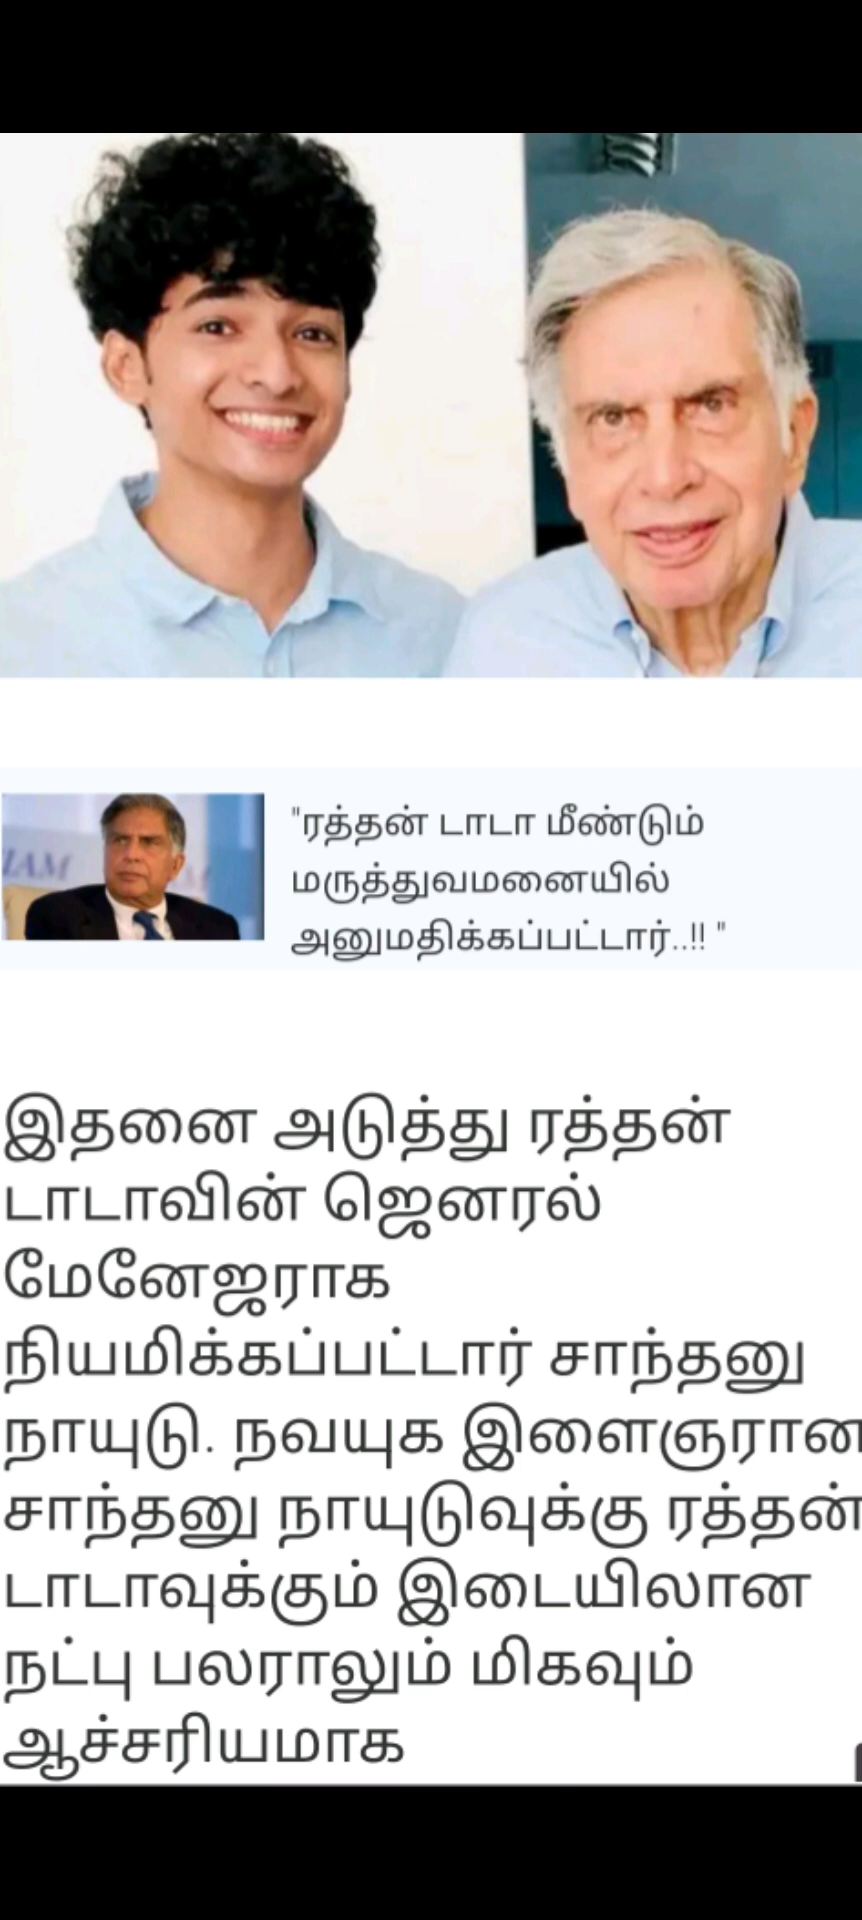 IAM
"ரத்தன் டாடா மீண்டும்
மருத்துவமனையில்
அனுமதிக்கப்பட்டார்..!! "
இதனை அடுத்து ரத்தன்
டாடாவின் ஜெனரல்
மேனேஜராக
நியமிக்கப்பட்டார் சாந்தனு
நாயுடு. நவயுக இளைஞரான
சாந்தனு நாயுடுவுக்கு ரத்தன்
டாடாவுக்கும் இடையிலான
நட்பு பலராலும் மிகவும்
ஆச்சரியமாக